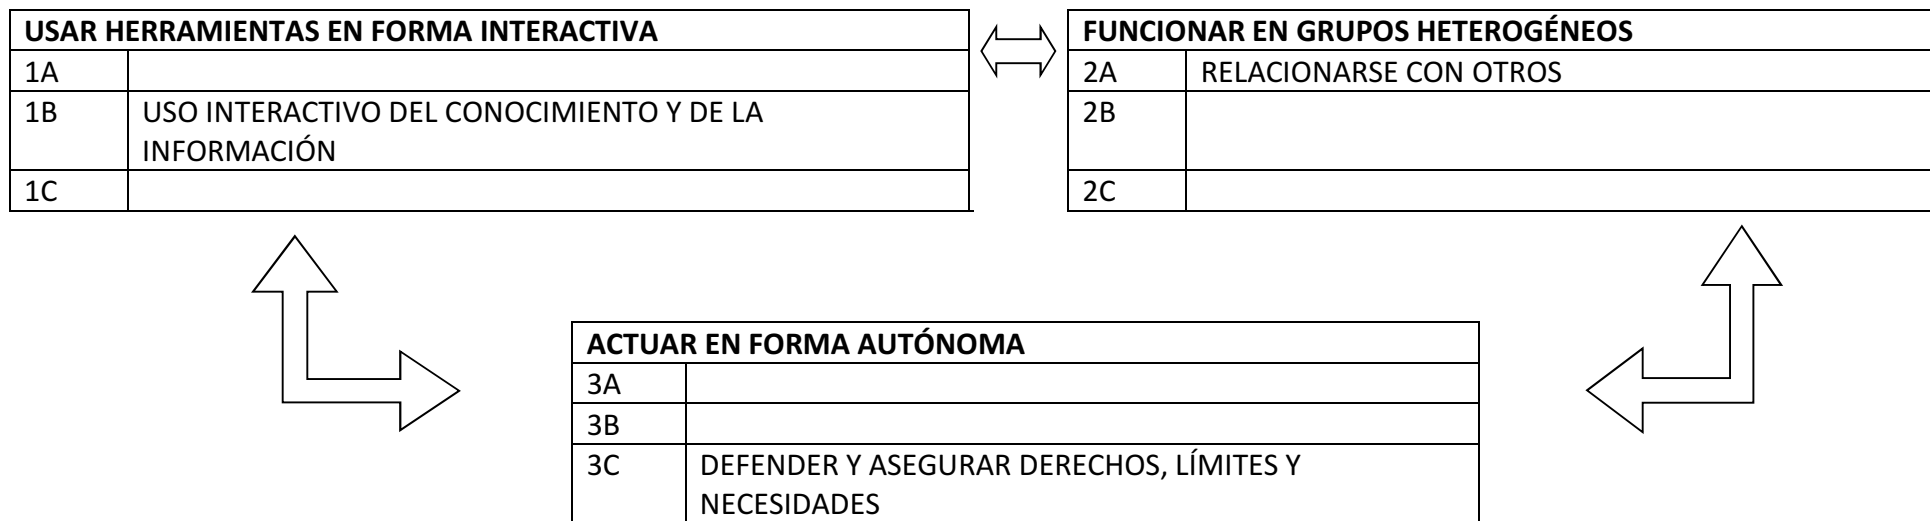 USAR HERRAMIENTAS EN FORMA INTERACTIVA
1A
1B USO INTERACTIVO DEL CONOCIMIENTO Y DE LA
INFORMACIÓN
1C
FUNCIONAR EN GRUPOS HETEROGÉNEOS
2A RELACIONARSE CON OTROS
2B
2C
ACTUAR EN FORMA AUTÓNOMA
3A
3B
3C DEFENDER Y ASEGURAR DERECHOS, LÍMITES Y
NECESIDADES